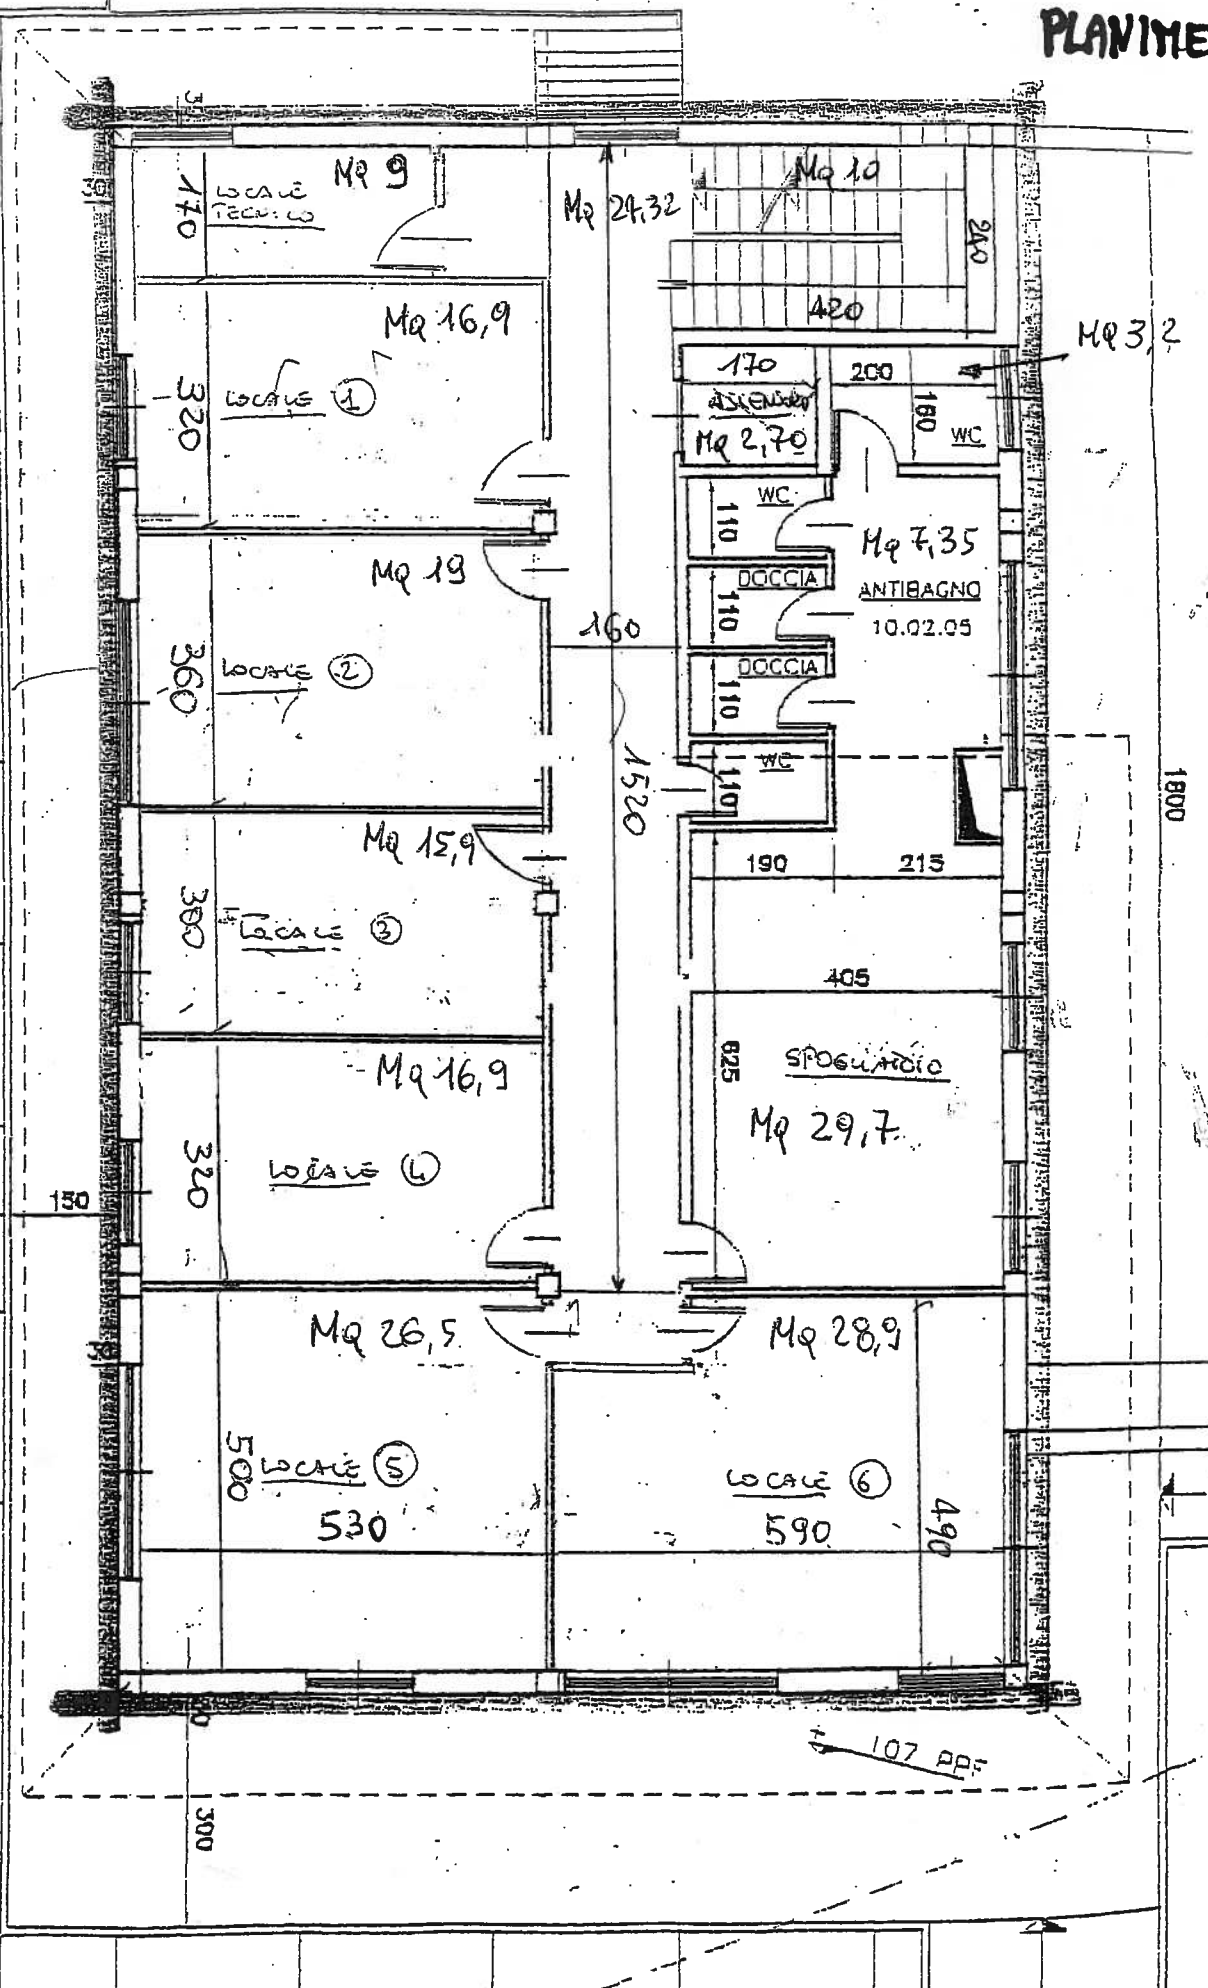 PLANIME
MQ 9
LOCALE
TECNICO
170
Mq 24,32
Mq 10
240
420
MQ 3,2
MQ 16,9
LOCALE 1
320
170
ASCENSORE
Mq 2,70
200
160
WC
WC
110
Mq 7,35
ANTIBAGNO
10.02.05
MQ 19
LOCALE 2
360
160
DOCCIA
110
DOCCIA
110
WC
110
1520
1800
MQ 15,9
LOCALE 3
300
190
215
405
625
SPOGLIATOIO
Mq 29,7
Mq 16,9
LOCALE 4
320
150
MQ 26,5
MQ 28,9
LOCALE 5
500
530
LOCALE 6
590
490
107 PPF
300